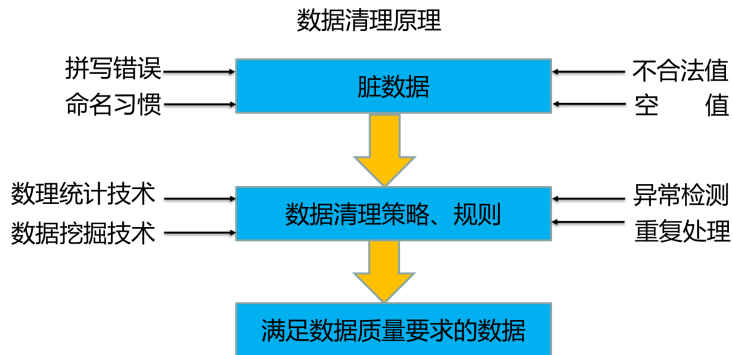 数据清理原理
拼写错误
不合法值
脏数据
命名习惯
空 值
数理统计技术
异常检测
数据清理策略、规则
数据挖掘技术
重复处理
满足数据质量要求的数据